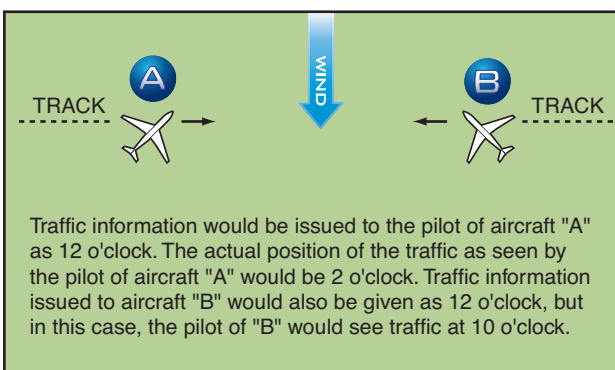 A
B
WIND
TRACK
TRACK
Traffic information would be issued to the pilot of aircraft "A"
as 12 o'clock. The actual position of the traffic as seen by
the pilot of aircraft "A" would be 2 o'clock. Traffic information
issued to aircraft "B" would also be given as 12 o'clock, but
in this case, the pilot of "B" would see traffic at 10 o'clock.